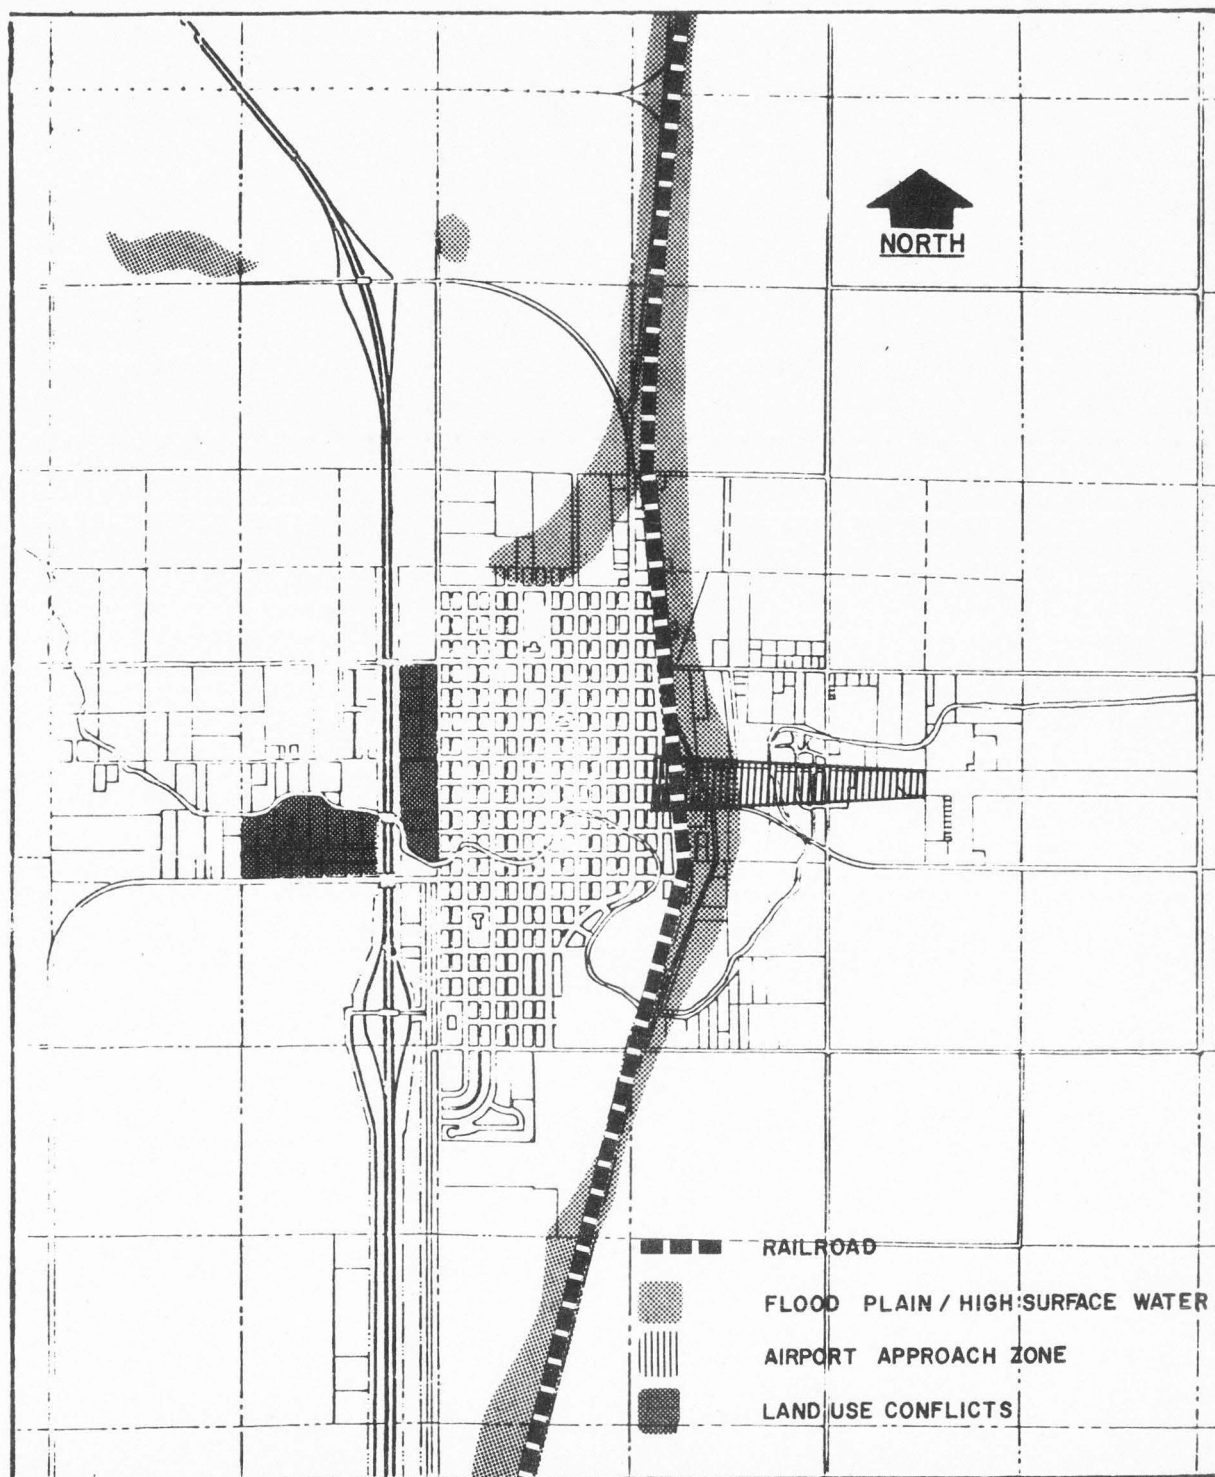 NORTH
RAILROAD
FLOOD PLAIN / HIGH SURFACE WATER
AIRPORT APPROACH ZONE
LAND USE CONFLICTS